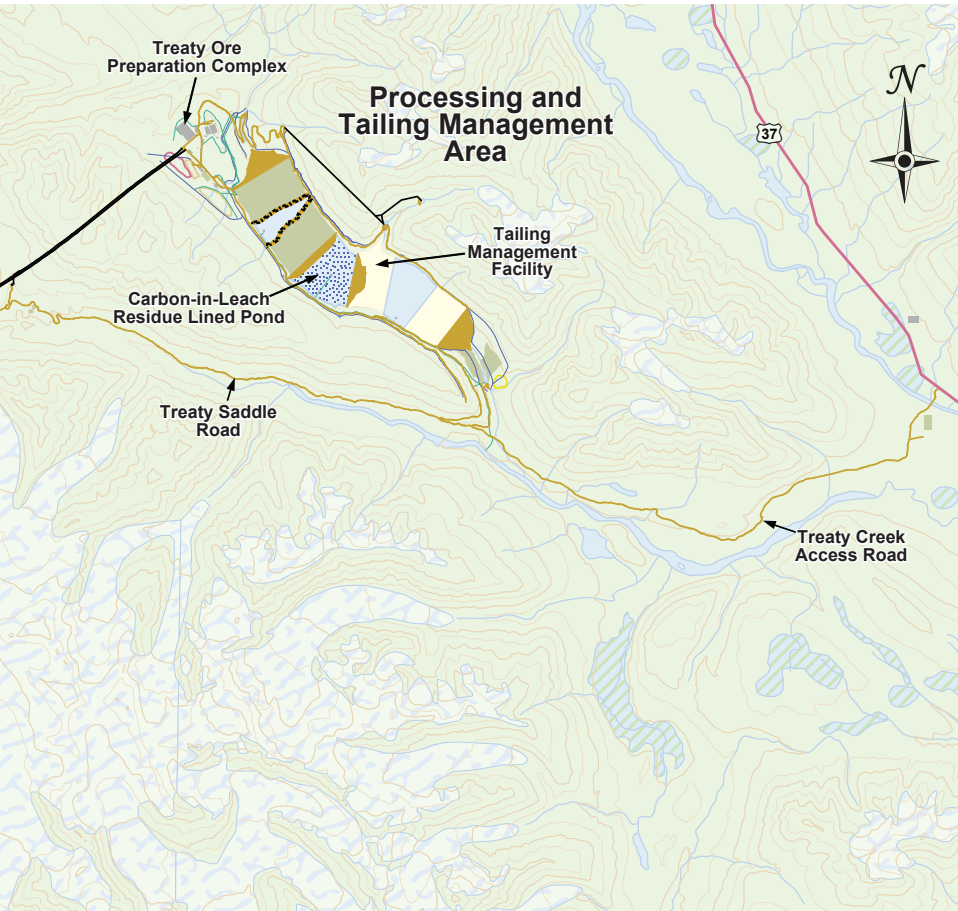 Treaty Ore
Preparation Complex
Processing and
Tailing Management
Area
N
37
Tailing
Management
Facility
Carbon-in-Leach
Residue Lined Pond
Treaty Saddle
Road
Treaty Creek
Access Road